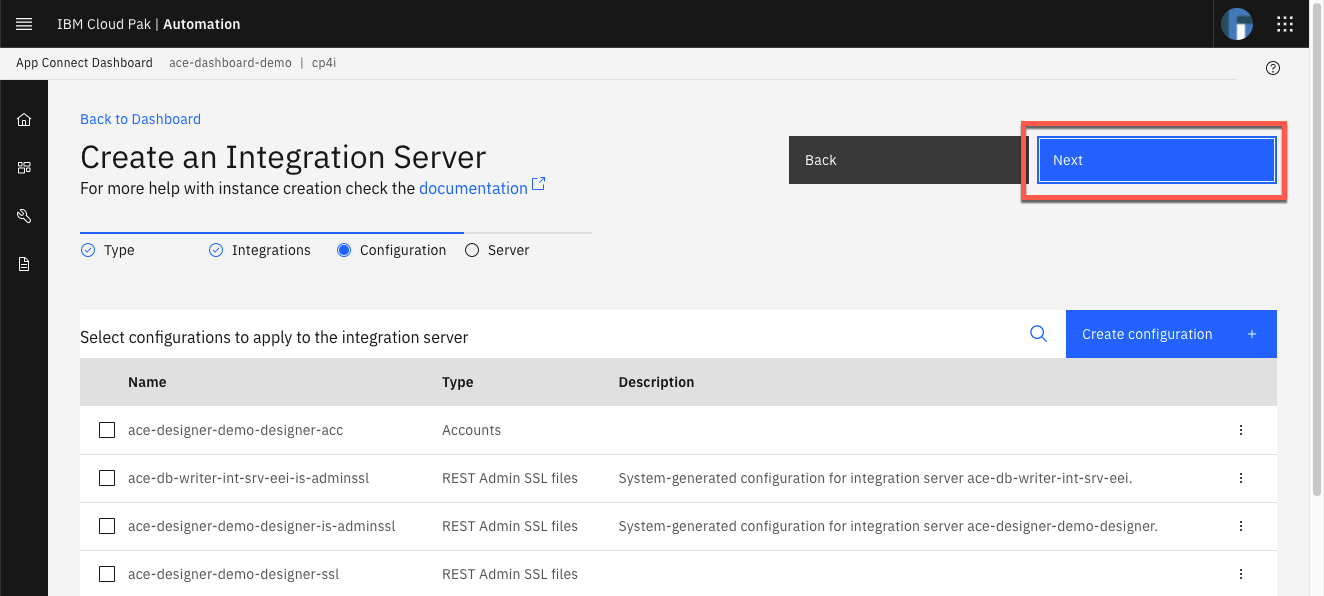 IBM Cloud Pak | Automation
App Connect Dashboard ace-dashboard-demo | cp4i
Back to Dashboard
Create an Integration Server
For more help with instance creation check the documentation
Back
Next
Type
Integrations
Configuration
Server
Select configurations to apply to the integration server
Create configuration +
Name Type Description
ace-designer-demo-designer-acc Accounts
ace-db-writer-int-srv-eei-is-adminssl REST Admin SSL files System-generated configuration for integration server ace-db-writer-int-srv-eei.
ace-designer-demo-designer-is-adminssl REST Admin SSL files System-generated configuration for integration server ace-designer-demo-designer.
ace-designer-demo-designer-ssl REST Admin SSL files